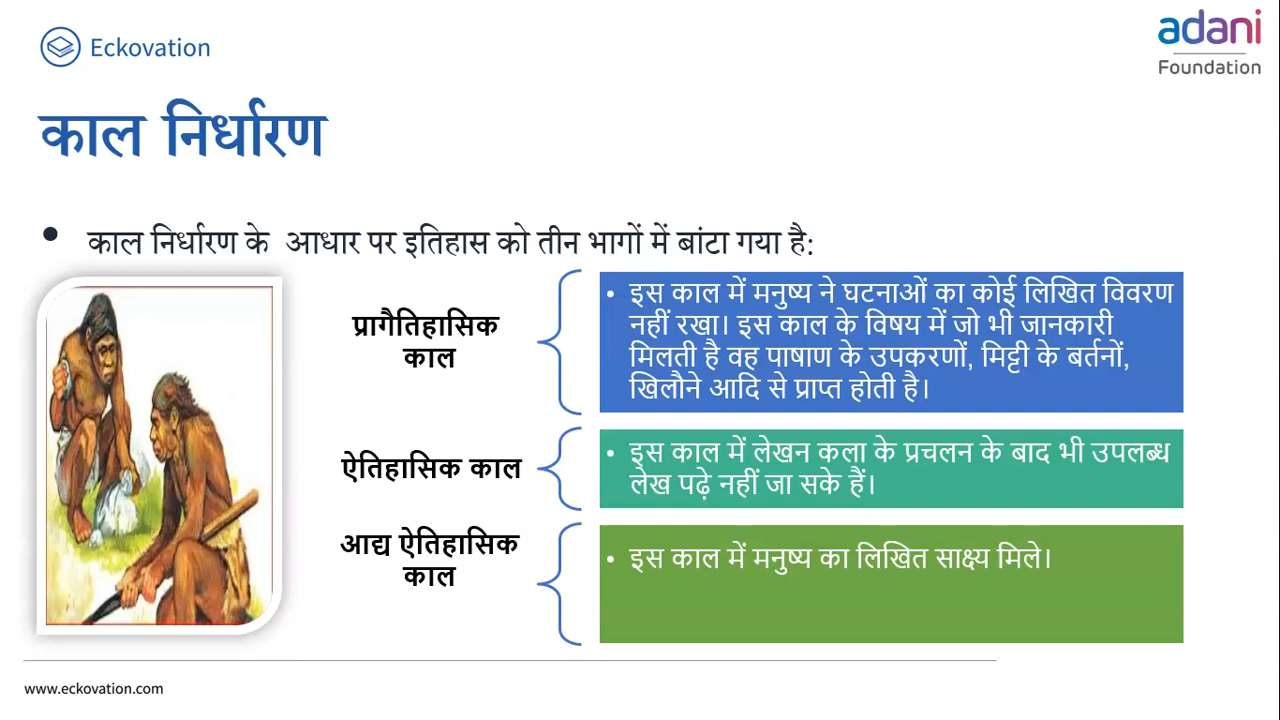 Eckovation
adani
Foundation
काल निर्धारण
• काल निर्धारण के आधार पर इतिहास को तीन भागों में बांटा गया है:
प्रागैतिहासिक
काल
• इस काल में मनुष्य ने घटनाओं का कोई लिखित विवरण
नहीं रखा। इस काल के विषय में जो भी जानकारी
मिलती है वह पाषाण के उपकरणों, मिट्टी के बर्तनों,
खिलौने आदि से प्राप्त होती है।
ऐतिहासिक काल
• इस काल में लेखन कला के प्रचलन के बाद भी उपलब्ध
लेख पढ़े नहीं जा सके हैं।
आद्य ऐतिहासिक
काल
• इस काल में मनुष्य का लिखित साक्ष्य मिले।
www.eckovation.com